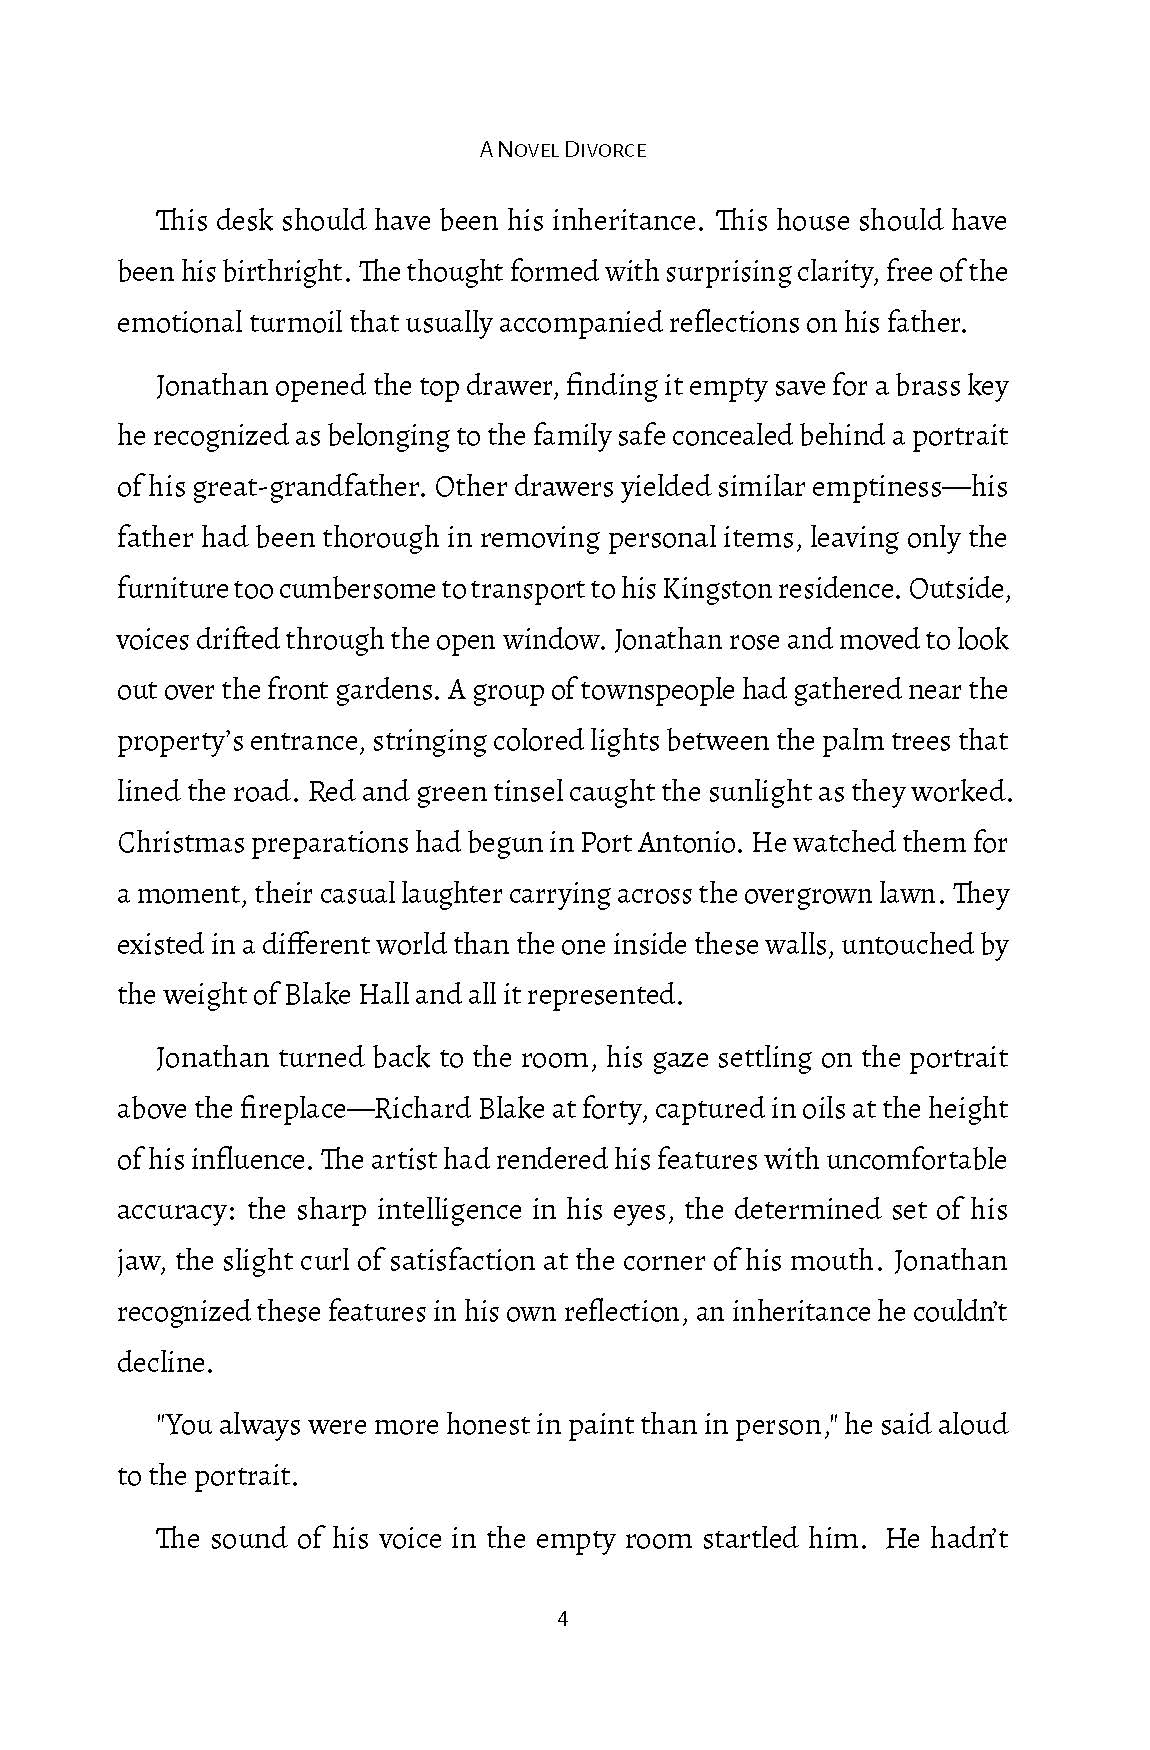 A NOVEL DIVORCE
This desk should have been his inheritance. This house should have
been his birthright. The thought formed with surprising clarity, free of the
emotional turmoil that usually accompanied reflections on his father.
Jonathan opened the top drawer, finding it empty save for a brass key
he recognized as belonging to the family safe concealed behind a portrait
of his great-grandfather. Other drawers yielded similar emptiness—his
father had been thorough in removing personal items, leaving only the
furniture too cumbersome to transport to his Kingston residence. Outside,
voices drifted through the open window. Jonathan rose and moved to look
out over the front gardens. A group of townspeople had gathered near the
property’s entrance, stringing colored lights between the palm trees that
lined the road. Red and green tinsel caught the sunlight as they worked.
Christmas preparations had begun in Port Antonio. He watched them for
a moment, their casual laughter carrying across the overgrown lawn. They
existed in a different world than the one inside these walls, untouched by
the weight of Blake Hall and all it represented.
Jonathan turned back to the room, his gaze settling on the portrait
above the fireplace—Richard Blake at forty, captured in oils at the height
of his influence. The artist had rendered his features with uncomfortable
accuracy: the sharp intelligence in his eyes, the determined set of his
jaw, the slight curl of satisfaction at the corner of his mouth. Jonathan
recognized these features in his own reflection, an inheritance he couldn’t
decline.
"You always were more honest in paint than in person," he said aloud
to the portrait.
The sound of his voice in the empty room startled him. He hadn’t
4